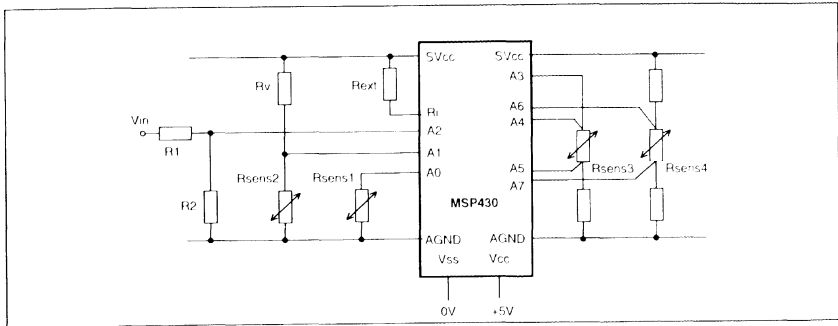 SVcc
SVcc
Rv
Rext
A3
Vin
Ri
A6
A4
R1
A2
A1
Rsens2
Rsens1
A0
A5
Rsens3
Rsens4
A7
R2
MSP430
AGND
AGND
Vss
Vcc
0V
+5V